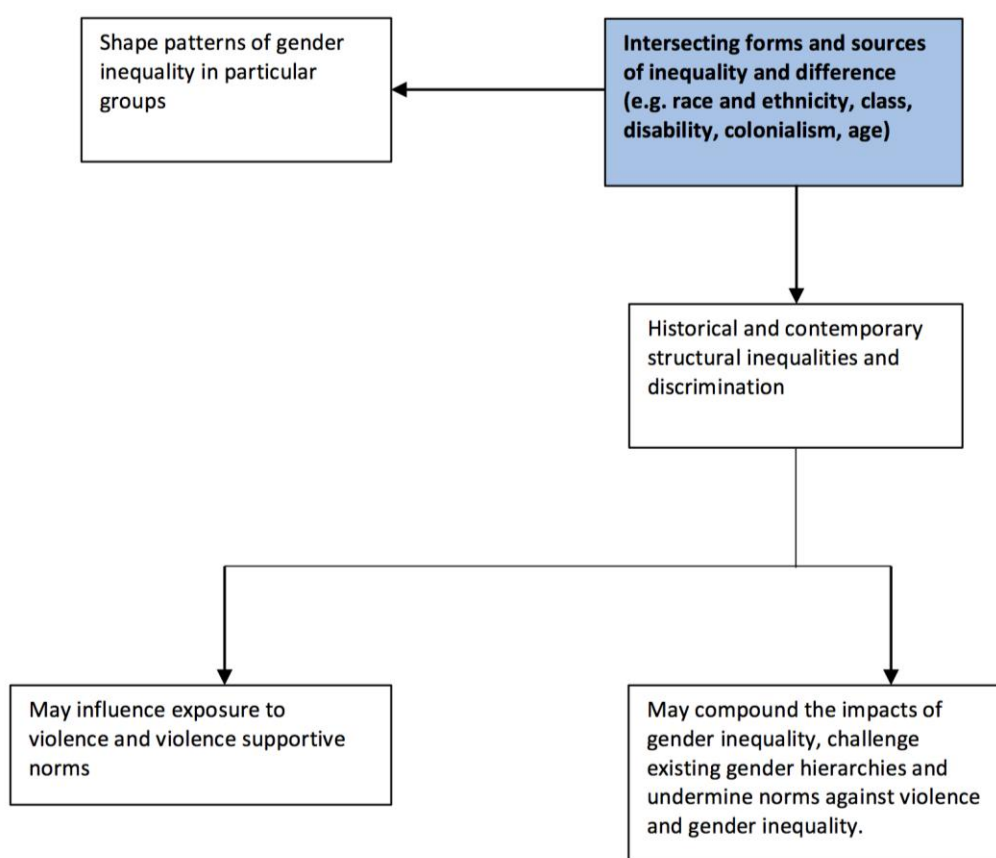 Shape patterns of gender
inequality in particular
groups
Intersecting forms and sources
of inequality and difference
(e.g. race and ethnicity, class,
disability, colonialism, age)
Historical and contemporary
structural inequalities and
discrimination
May influence exposure to
violence and violence supportive
norms
May compound the impacts of
gender inequality, challenge
existing gender hierarchies and
undermine norms against violence
and gender inequality.